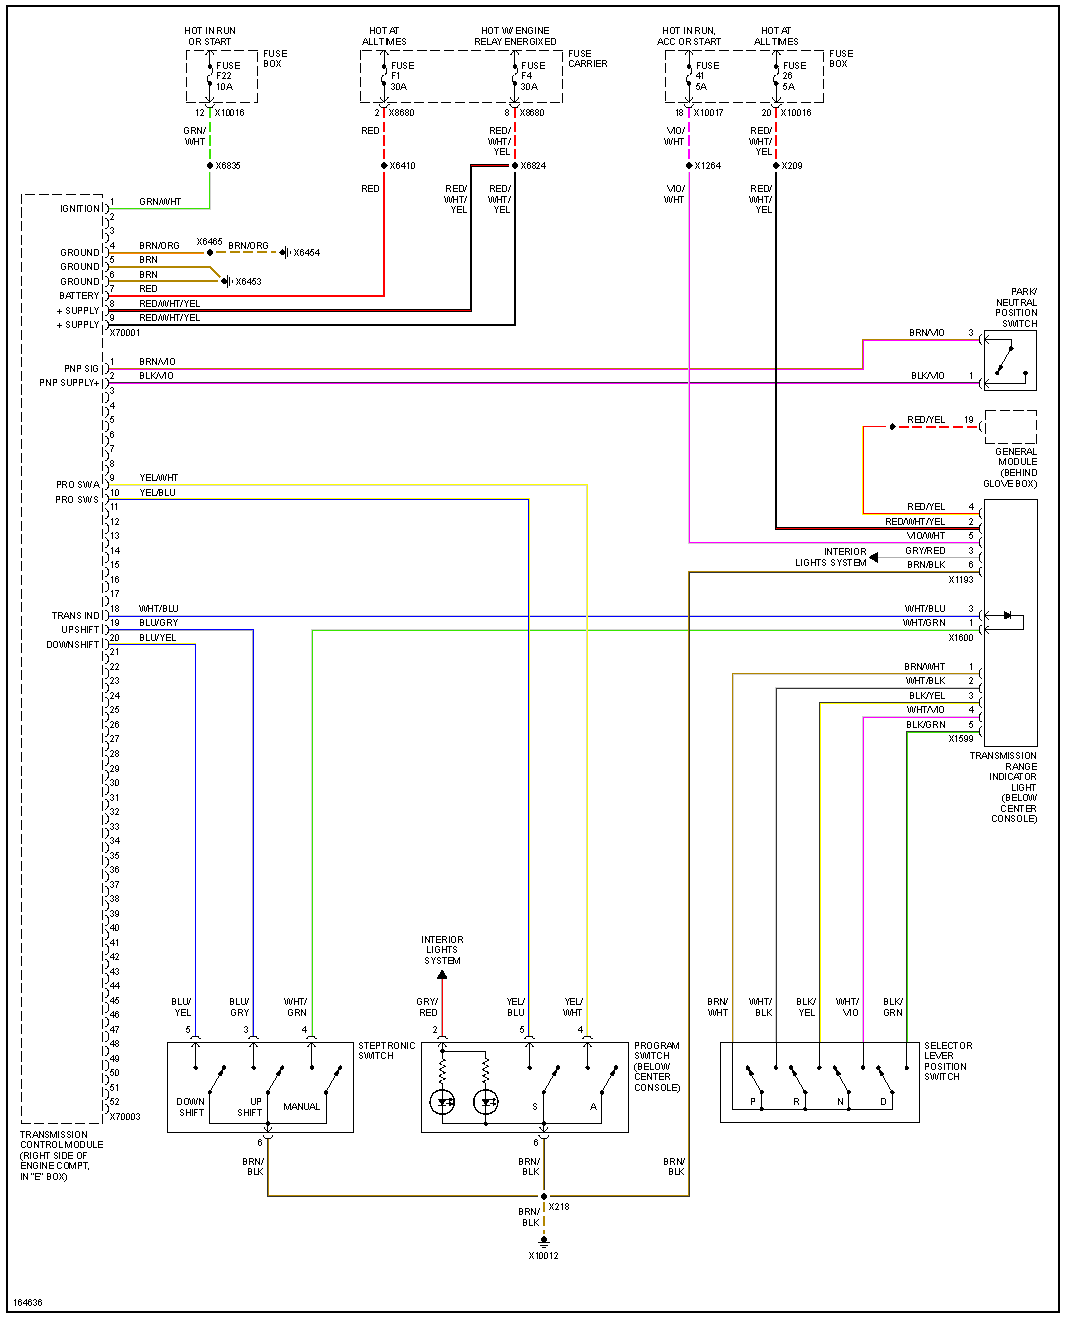 HOT IN RUN
OR START
HOT AT
ALL TIMES
HOT W/ ENGINE
RELAY ENERGIXED
HOT IN RUN,
ACC OR START
HOT AT
ALL TIMES
FUSE
F22
10A
FUSE
BOX
FUSE
F1
30A
FUSE
F4
30A
FUSE
CARRIER
FUSE
41
5A
FUSE
26
5A
FUSE
BOX
12 X10016
2 X8680
8 X8680
18 X10017
20 X10016
GRN/
WHT
RED
RED/
WHT/
YEL
VIO/
WHT
RED/
WHT/
YEL
X6835
X6410
X6824
X1264
X209
RED
RED/
WHT/
YEL
RED/
WHT/
YEL
VIO/
WHT
RED/
WHT/
YEL
IGNITION 1 GRN/WHT
2
3
GROUND 4 BRN/ORG X6465 BRN/ORG X6454
GROUND 5 BRN
GROUND 6 BRN X6453
BATTERY 7 RED
+ SUPPLY 8 RED/WHT/YEL
+ SUPPLY 9 RED/WHT/YEL
X70001
PARK/
NEUTRAL
POSITION
SWITCH
BRN/VIO 3
BLK/VIO 1
PNP SIG 1 BRN/VIO
PNP SUPPLY+ 2 BLK/VIO
3
4
5
6
7
8
PRO SWA 9 YEL/WHT
PRO SWS 10 YEL/BLU
11
12
13
14
15
16
17
TRANS IND 18 WHT/BLU
UPSHIFT 19 BLU/GRY
DOWNSHIFT 20 BLU/YEL
21
22
23
24
25
26
27
28
29
30
31
32
33
34
35
36
37
38
39
40
41
42
43
44
45
46
47
48
49
50
51
52
X70003
TRANSMISSION
CONTROL MODULE
(RIGHT SIDE OF
ENGINE COMPT,
IN "E" BOX)
RED/YEL 19
GENERAL
MODULE
(BEHIND
GLOVE BOX)
RED/YEL 4
RED/WHT/YEL 2
VIO/WHT 5
INTERIOR
LIGHTS SYSTEM
GRY/RED 3
BRN/BLK 6
X1193
WHT/BLU 3
WHT/GRN 1
X1600
BRN/WHT 1
WHT/BLK 2
BLK/YEL 3
WHT/VIO 4
BLK/GRN 5
X1599
TRANSMISSION
RANGE
INDICATOR
LIGHT
(BELOW
CENTER
CONSOLE)
INTERIOR
LIGHTS
SYSTEM
BLU/
YEL
5
BLU/
GRY
3
WHT/
GRN
4
GRY/
RED
2
YEL/
BLU
5
YEL/
WHT
4
BRN/
WHT
WHT/
BLK
BLK/
YEL
WHT/
VIO
BLK/
GRN
STEPTRONIC
SWITCH
DOWN
SHIFT
UP
SHIFT
MANUAL
6
PROGRAM
SWITCH
(BELOW
CENTER
CONSOLE)
S
A
6
SELECTOR
LEVER
POSITION
SWITCH
P
R
N
D
BRN/
BLK
BRN/
BLK
BRN/
BLK
X218
BRN/
BLK
X10012
164636